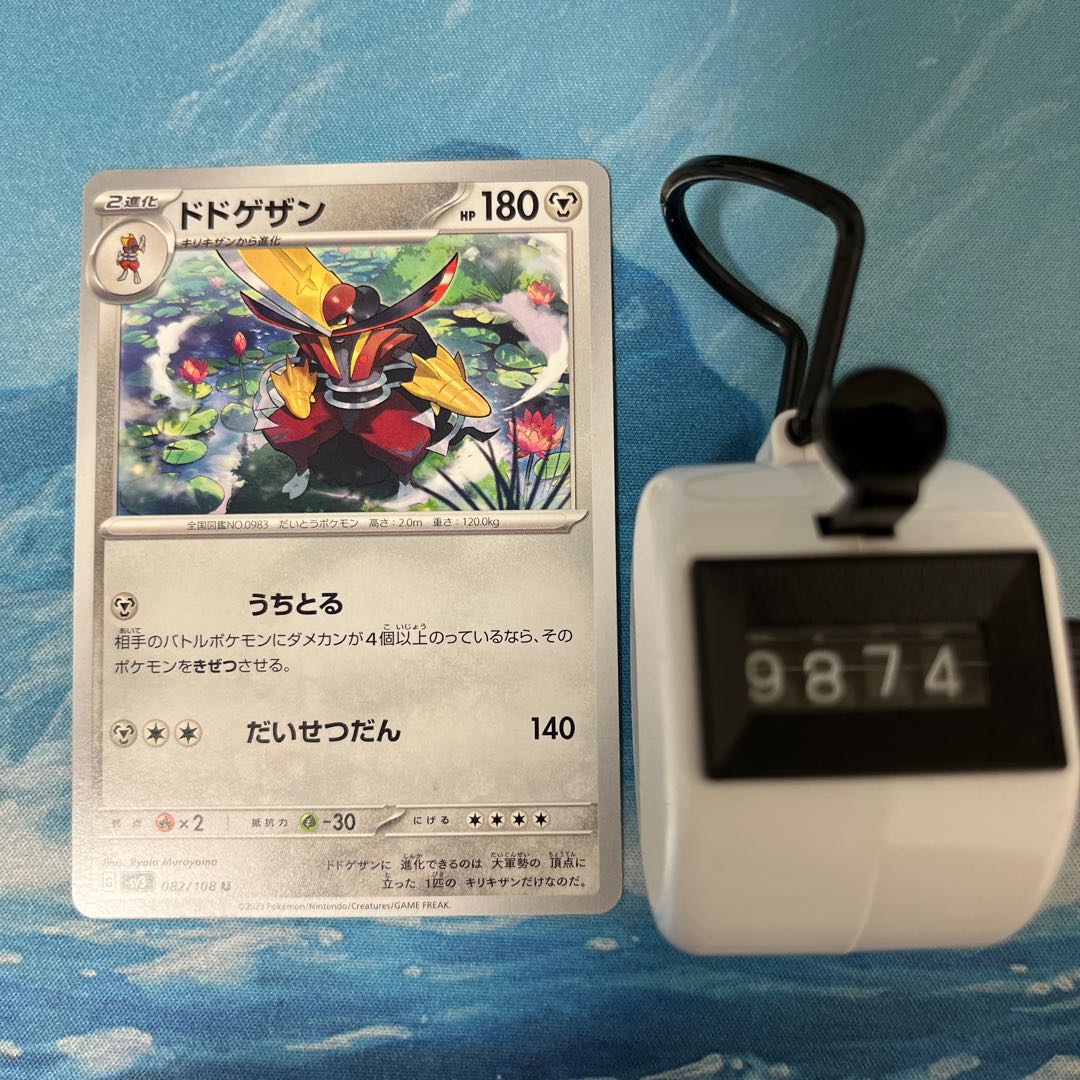 2進化 ドドゲザン HP 180
キリキザンから進化
全国図鑑NO.0983 だいとうポケモン 高さ:2.0m 重さ:120.0kg
うちとる
相手のバトルポケモンにダメカンが4個以上のっているなら、その
ポケモンをきぜつさせる。
だいせつだん 140
弱点 ×2 抵抗力 -30 にげる
Illus. Ryota Murayama
ドドゲザンに 進化できるのは 大軍勢の 頂点に
立った 1匹の キリキザンだけなのだ。
G sv3 082/108 U
©2023 Pokémon/Nintendo/Creatures/GAME FREAK.
9874